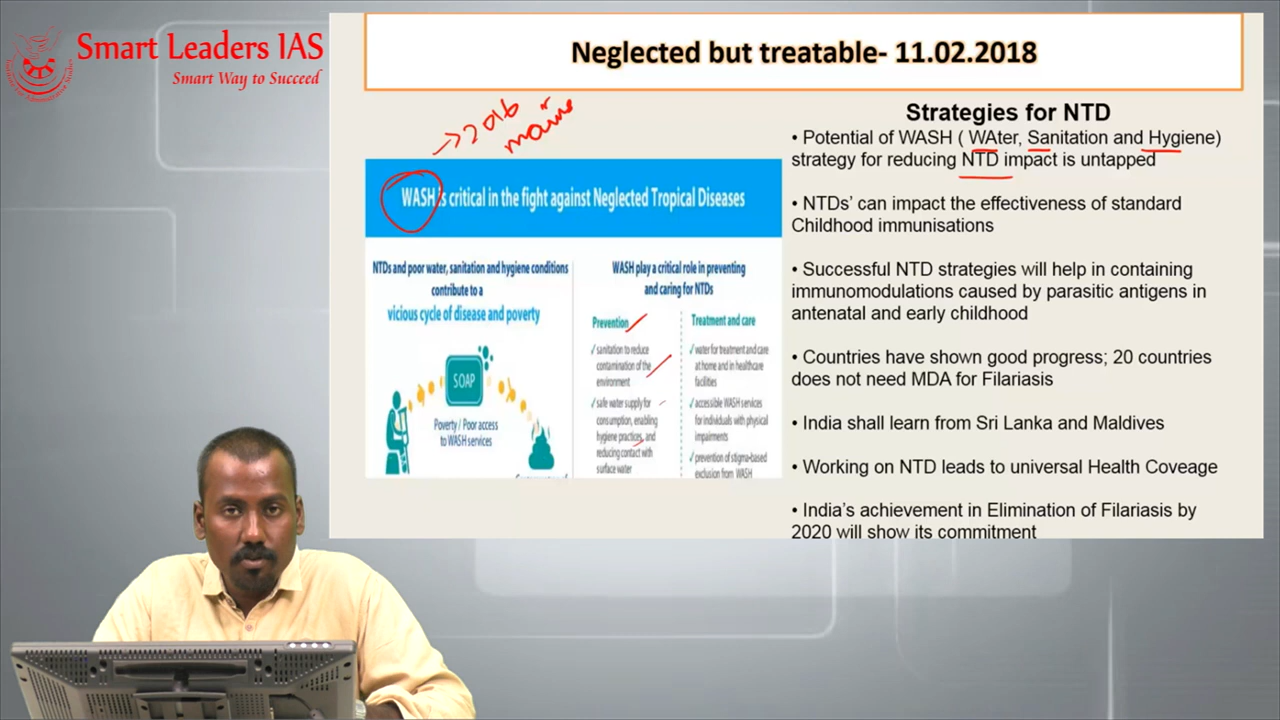 Smart Leaders IAS
Smart Way to Succeed
Neglected but treatable- 11.02.2018
→ 2016
mains
WASH is critical in the fight against Neglected Tropical Diseases
NTDs and poor water, sanitation and hygiene conditions
contribute to a
vicious cycle of disease and poverty
SOAP
Poverty / Poor access
to WASH services
WASH play a critical role in preventing
and caring for NTDs
Prevention
✓ sanitation to reduce
contamination of the
environment
✓ safe water supply for
consumption, enabling
hygiene practices, and
reducing contact with
surface water
Treatment and care
✓ water for treatment and care
at home and in healthcare
facilities
✓ accessible WASH services
for individuals with physical
impairments
✓ prevention of stigma-based
exclusion from WASH
Strategies for NTD
• Potential of WASH ( WAter, Sanitation and Hygiene)
strategy for reducing NTD impact is untapped
• NTDs' can impact the effectiveness of standard
Childhood immunisations
• Successful NTD strategies will help in containing
immunomodulations caused by parasitic antigens in
antenatal and early childhood
• Countries have shown good progress; 20 countries
does not need MDA for Filariasis
• India shall learn from Sri Lanka and Maldives
• Working on NTD leads to universal Health Coveage
• India's achievement in Elimination of Filariasis by
2020 will show its commitment